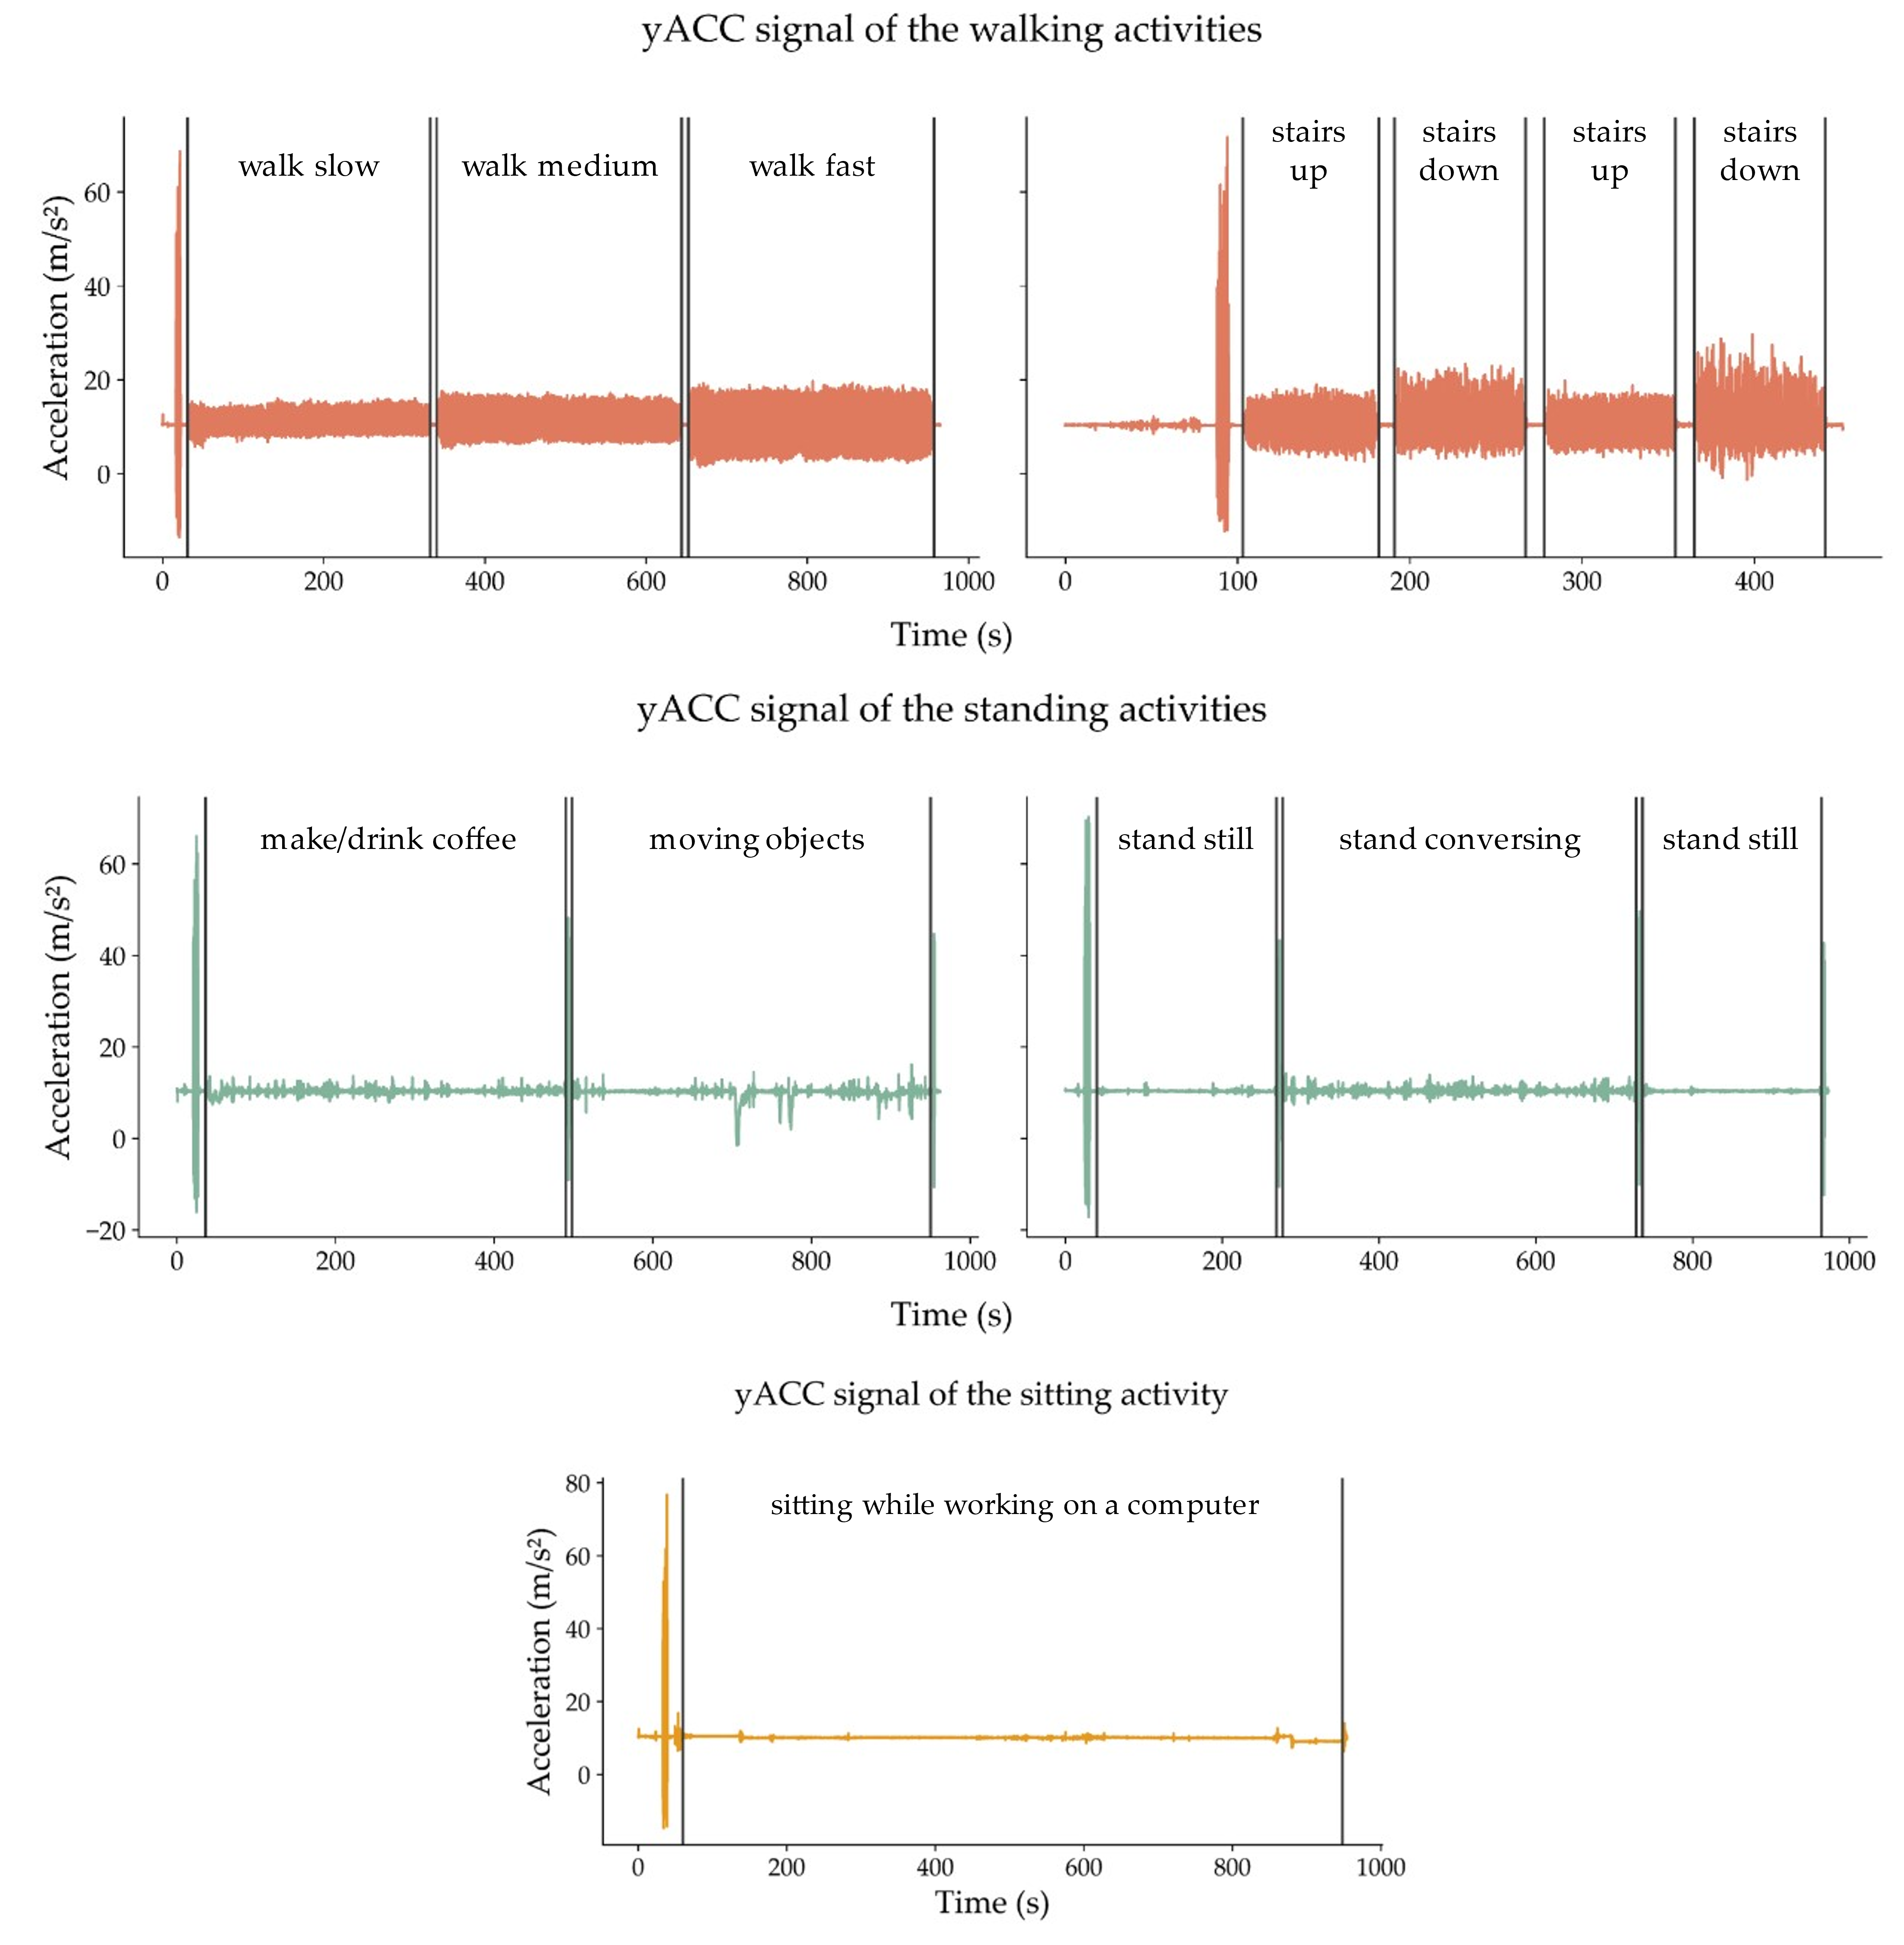 yACC signal of the walking activities
walk slow
walk medium
walk fast
stairs up
stairs down
stairs up
stairs down
Acceleration (m/s²)
60
40
20
0
0 200 400 600 800 1000
0 100 200 300 400
Time (s)
yACC signal of the standing activities
make/drink coffee
moving objects
stand still
stand conversing
stand still
Acceleration (m/s²)
60
40
20
0
−20
0 200 400 600 800 1000
0 200 400 600 800 1000
Time (s)
yACC signal of the sitting activity
sitting while working on a computer
Acceleration (m/s²)
80
60
40
20
0
0 200 400 600 800 1000
Time (s)